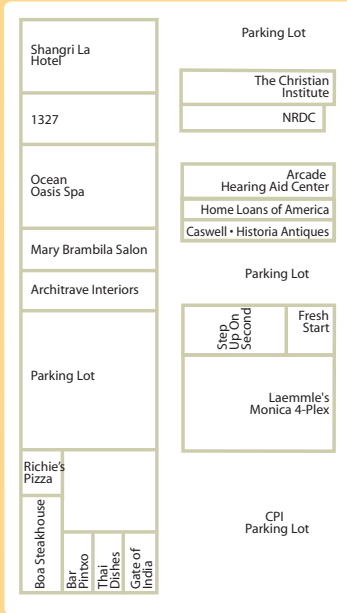 Shangri La
Hotel
1327
Ocean
Oasis Spa
Mary Brambila Salon
Architrave Interiors
Parking Lot
Richie's
Pizza
Boa Steakhouse
Bar
Pintxo
Thai
Dishes
Gate of
India
Parking Lot
The Christian
Institute
NRDC
Arcade
Hearing Aid Center
Home Loans of America
Caswell • Historia Antiques
Parking Lot
Step
Up On
Second
Fresh
Start
Laemmle's
Monica 4-Plex
CPI
Parking Lot